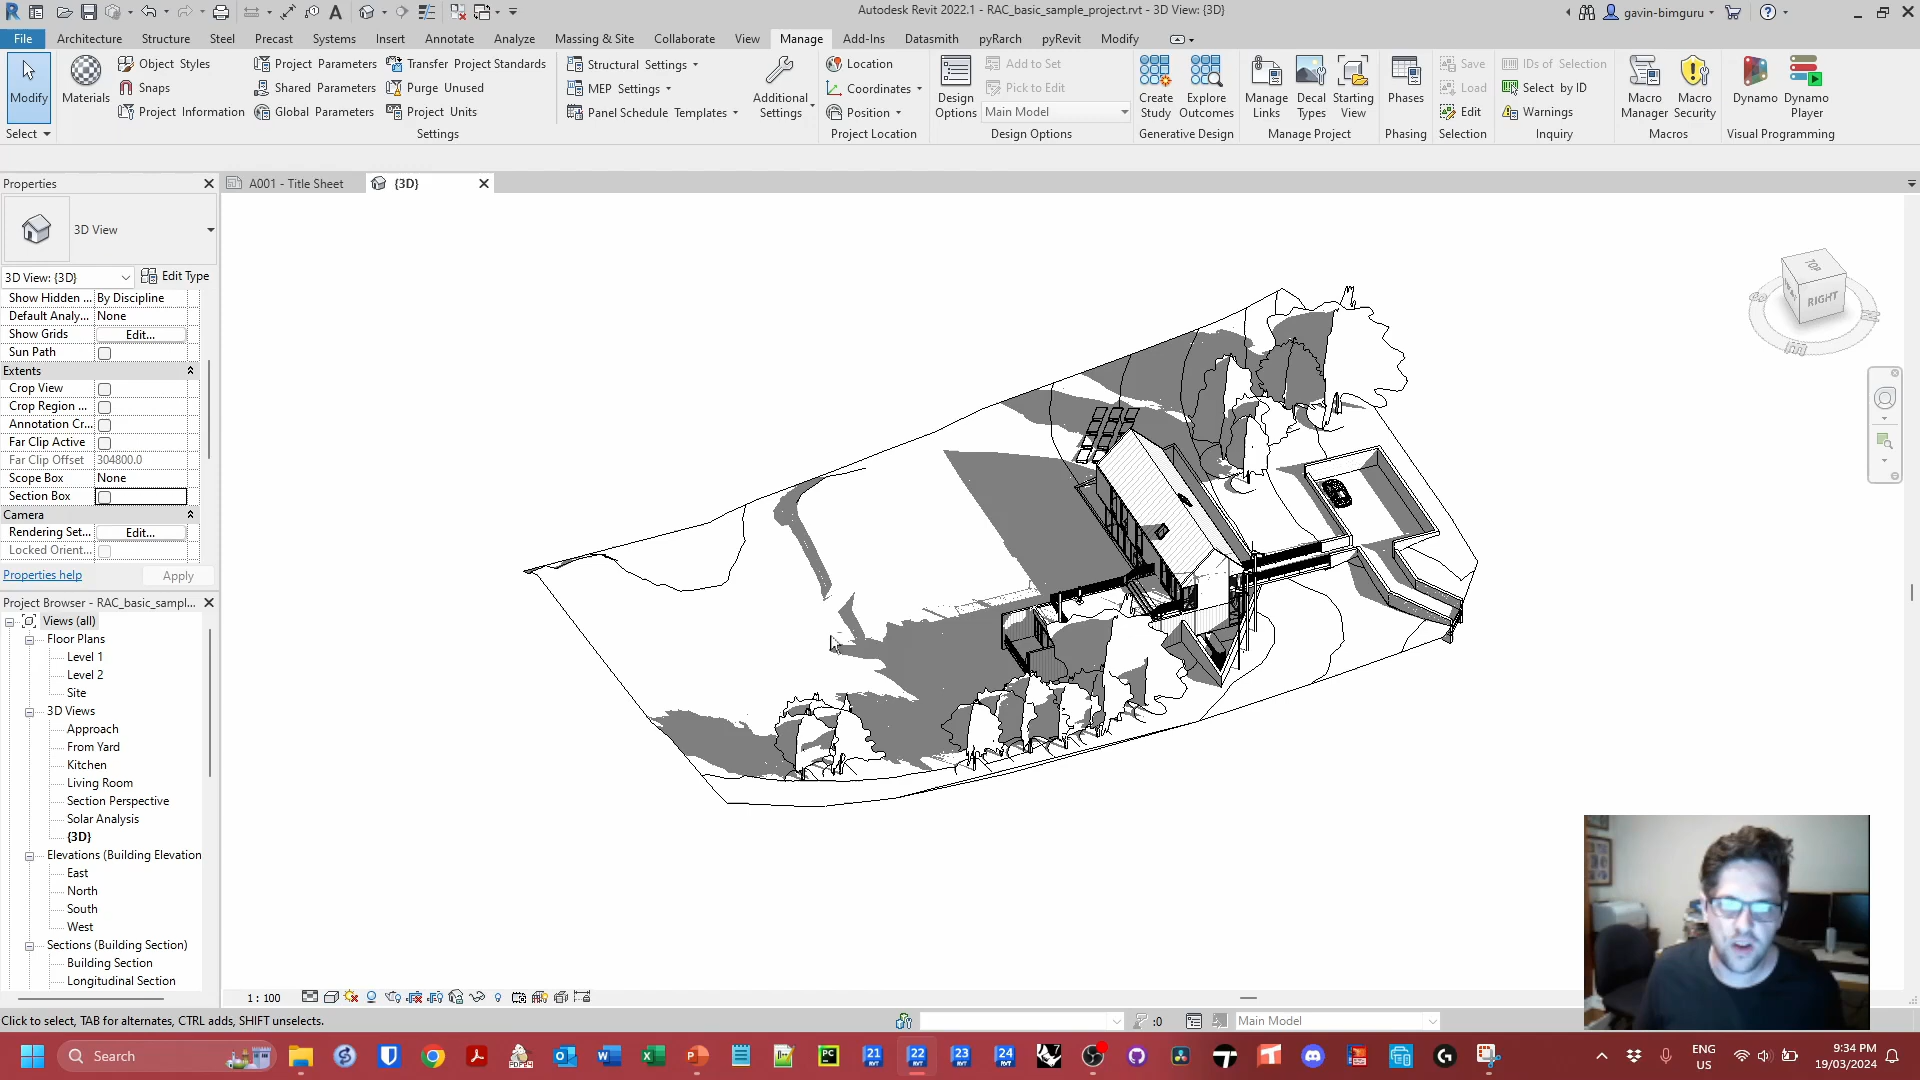 Autodesk Revit 2022.1 - RAC_basic_sample_project.rvt - 3D View: {3D}
gavin-bimguru
File
Architecture
Structure
Steel
Precast
Systems
Insert
Annotate
Analyze
Massing & Site
Collaborate
View
Manage
Add-Ins
Datasmith
pyRarch
pyRevit
Modify
Modify
Select
Materials
Object Styles
Snaps
Project Information
Project Parameters
Shared Parameters
Global Parameters
Transfer Project Standards
Purge Unused
Project Units
Settings
Structural Settings
MEP Settings
Panel Schedule Templates
Additional
Settings
Location
Coordinates
Position
Project Location
Design
Options
Add to Set
Pick to Edit
Main Model
Design Options
Create
Study
Explore
Outcomes
Generative Design
Manage
Links
Decal
Types
Starting
View
Manage Project
Phases
Phasing
Save
Load
Edit
Selection
IDs of Selection
Select by ID
Warnings
Inquiry
Macro
Manager
Macro
Security
Macros
Dynamo
Dynamo
Player
Visual Programming
Properties
A001 - Title Sheet
{3D}
3D View
3D View: {3D}
Edit Type
Show Hidden ... By Discipline
Default Analy... None
Show Grids Edit...
Sun Path
Extents
Crop View
Crop Region ...
Annotation Cr...
Far Clip Active
Far Clip Offset 304800.0
Scope Box None
Section Box
Camera
Rendering Set... Edit...
Locked Orient...
Properties help
Apply
Project Browser - RAC_basic_sampl...
Views (all)
Floor Plans
Level 1
Level 2
Site
3D Views
Approach
From Yard
Kitchen
Living Room
Section Perspective
Solar Analysis
{3D}
Elevations (Building Elevation
East
North
South
West
Sections (Building Section)
Building Section
Longitudinal Section
TOP
RIGHT
1 : 100
Click to select, TAB for alternates, CTRL adds, SHIFT unselects.
:0
Main Model
Search
21
RVT
22
RVT
23
RVT
24
RVT
ENG
US
9:34 PM
19/03/2024